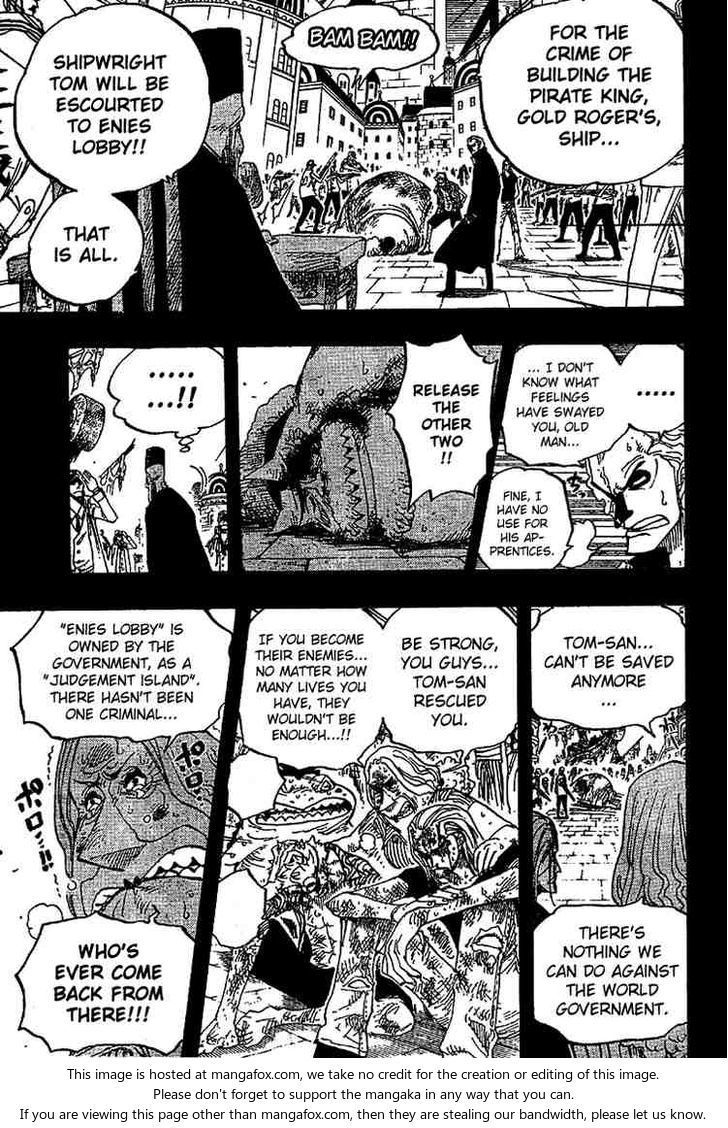 FOR THE
CRIME OF
BUILDING THE
PIRATE KING,
GOLD ROGER'S,
SHIP...
BAM BAM!!
SHIPWRIGHT
TOM WILL BE
ESCOURTED
TO ENIES
LOBBY!!
THAT
IS ALL.
......
... I DON'T
KNOW WHAT
FEELINGS
HAVE SWAYED
YOU, OLD
MAN...
FINE, I
HAVE NO
USE FOR
HIS AP-
PRENTICES.
RELEASE
THE
OTHER
TWO
!!
......
...!!
TOM-SAN...
CAN'T BE SAVED
ANYMORE
...
THERE'S
NOTHING WE
CAN DO AGAINST
THE WORLD
GOVERNMENT.
BE STRONG,
YOU GUYS...
TOM-SAN
RESCUED
YOU.
IF YOU BECOME
THEIR ENEMIES...
NO MATTER HOW
MANY LIVES YOU
HAVE, THEY
WOULDN'T BE
ENOUGH...!!
"ENIES LOBBY" IS
OWNED BY THE
GOVERNMENT, AS A
"JUDGEMENT ISLAND".
THERE HASN'T BEEN
ONE CRIMINAL...
ポロ
ポロッ!!
WHO'S
EVER COME
BACK FROM
THERE!!!
This image is hosted at mangafox.com, we take no credit for the creation or editing of this image.
Please don't forget to support the mangaka in any way that you can.
If you are viewing this page other than mangafox.com, then they are stealing our bandwidth, please let us know.